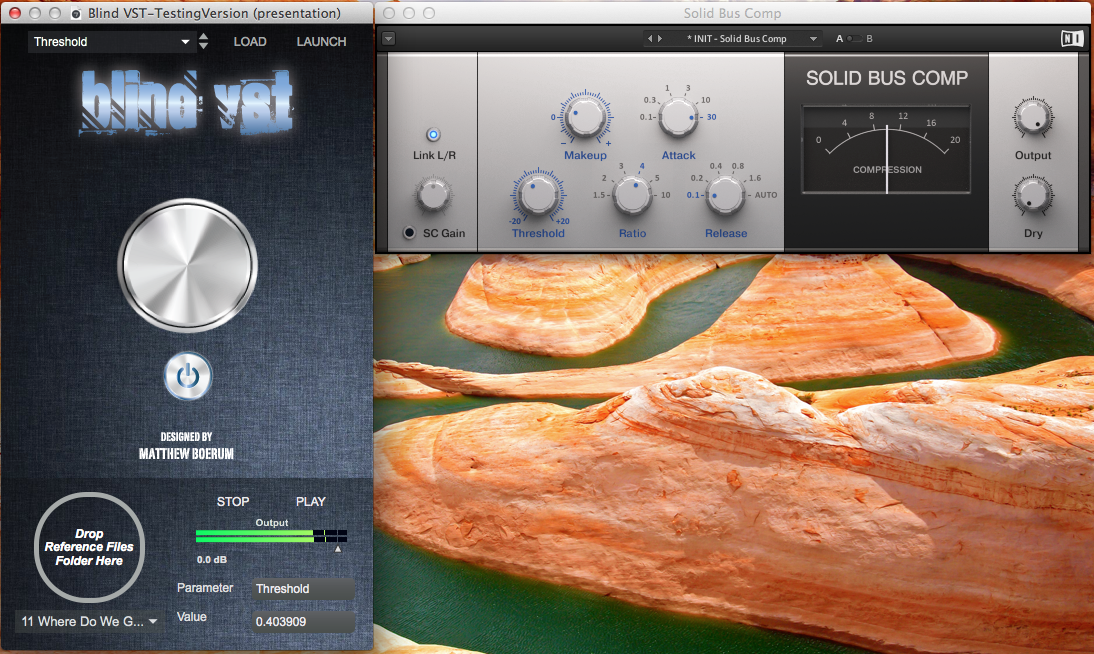 Blind VST-TestingVersion (presentation)
Threshold
LOAD
LAUNCH
blind vst
DESIGNED BY
MATTHEW BOERUM
STOP
PLAY
Output
0.0 dB
Drop
Reference Files
Folder Here
Parameter
Threshold
Value
0.403909
11 Where Do We G...
Solid Bus Comp
* INIT - Solid Bus Comp
A
B
NI
Link L/R
SC Gain
0
-
+
Makeup
0.1
0.3
1
3
10
30
Attack
-20
+20
Threshold
1.5
2
3
4
5
10
Ratio
0.1
0.2
0.4
0.8
1.6
AUTO
Release
SOLID BUS COMP
0
4
8
12
16
20
COMPRESSION
Output
Dry